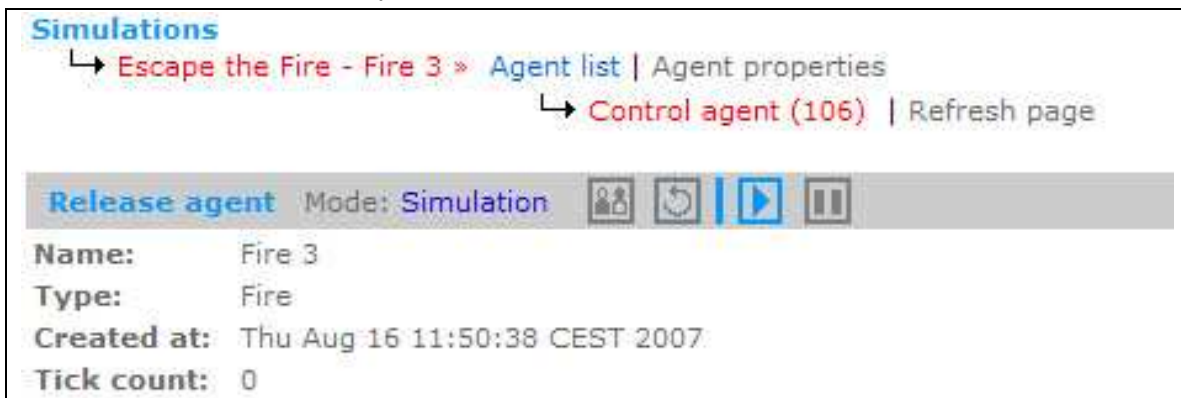 Simulations
Escape the Fire - Fire 3 » Agent list | Agent properties
Control agent (106) | Refresh page
Release agent Mode: Simulation
Name: Fire 3
Type: Fire
Created at: Thu Aug 16 11:50:38 CEST 2007
Tick count: 0